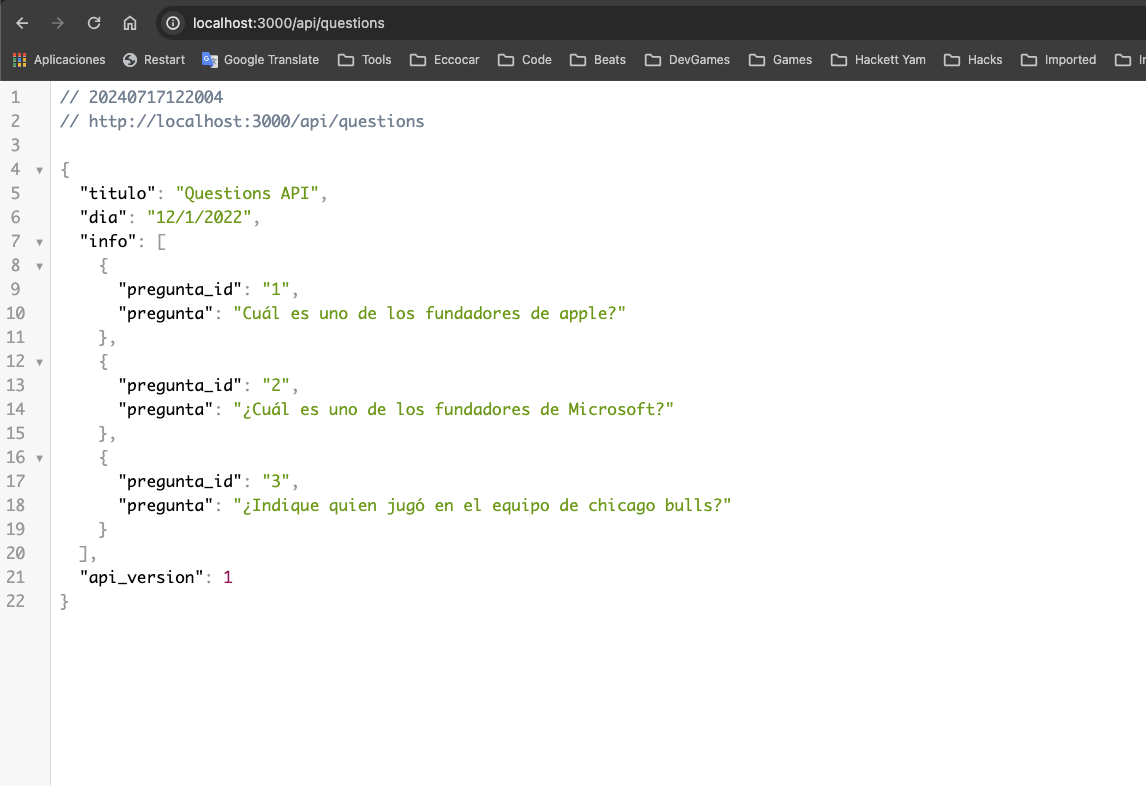 localhost:3000/api/questions
Aplicaciones Restart Google Translate Tools Eccocar Code Beats DevGames Games Hackett Yam Hacks Imported
1 // 20240717122004
2 // http://localhost:3000/api/questions
3
4 {
5 "titulo": "Questions API",
6 "dia": "12/1/2022",
7 "info": [
8 {
9 "pregunta_id": "1",
10 "pregunta": "Cuál es uno de los fundadores de apple?"
11 },
12 {
13 "pregunta_id": "2",
14 "pregunta": "¿Cuál es uno de los fundadores de Microsoft?"
15 },
16 {
17 "pregunta_id": "3",
18 "pregunta": "¿Indique quien jugó en el equipo de chicago bulls?"
19 }
20 ],
21 "api_version": 1
22 }